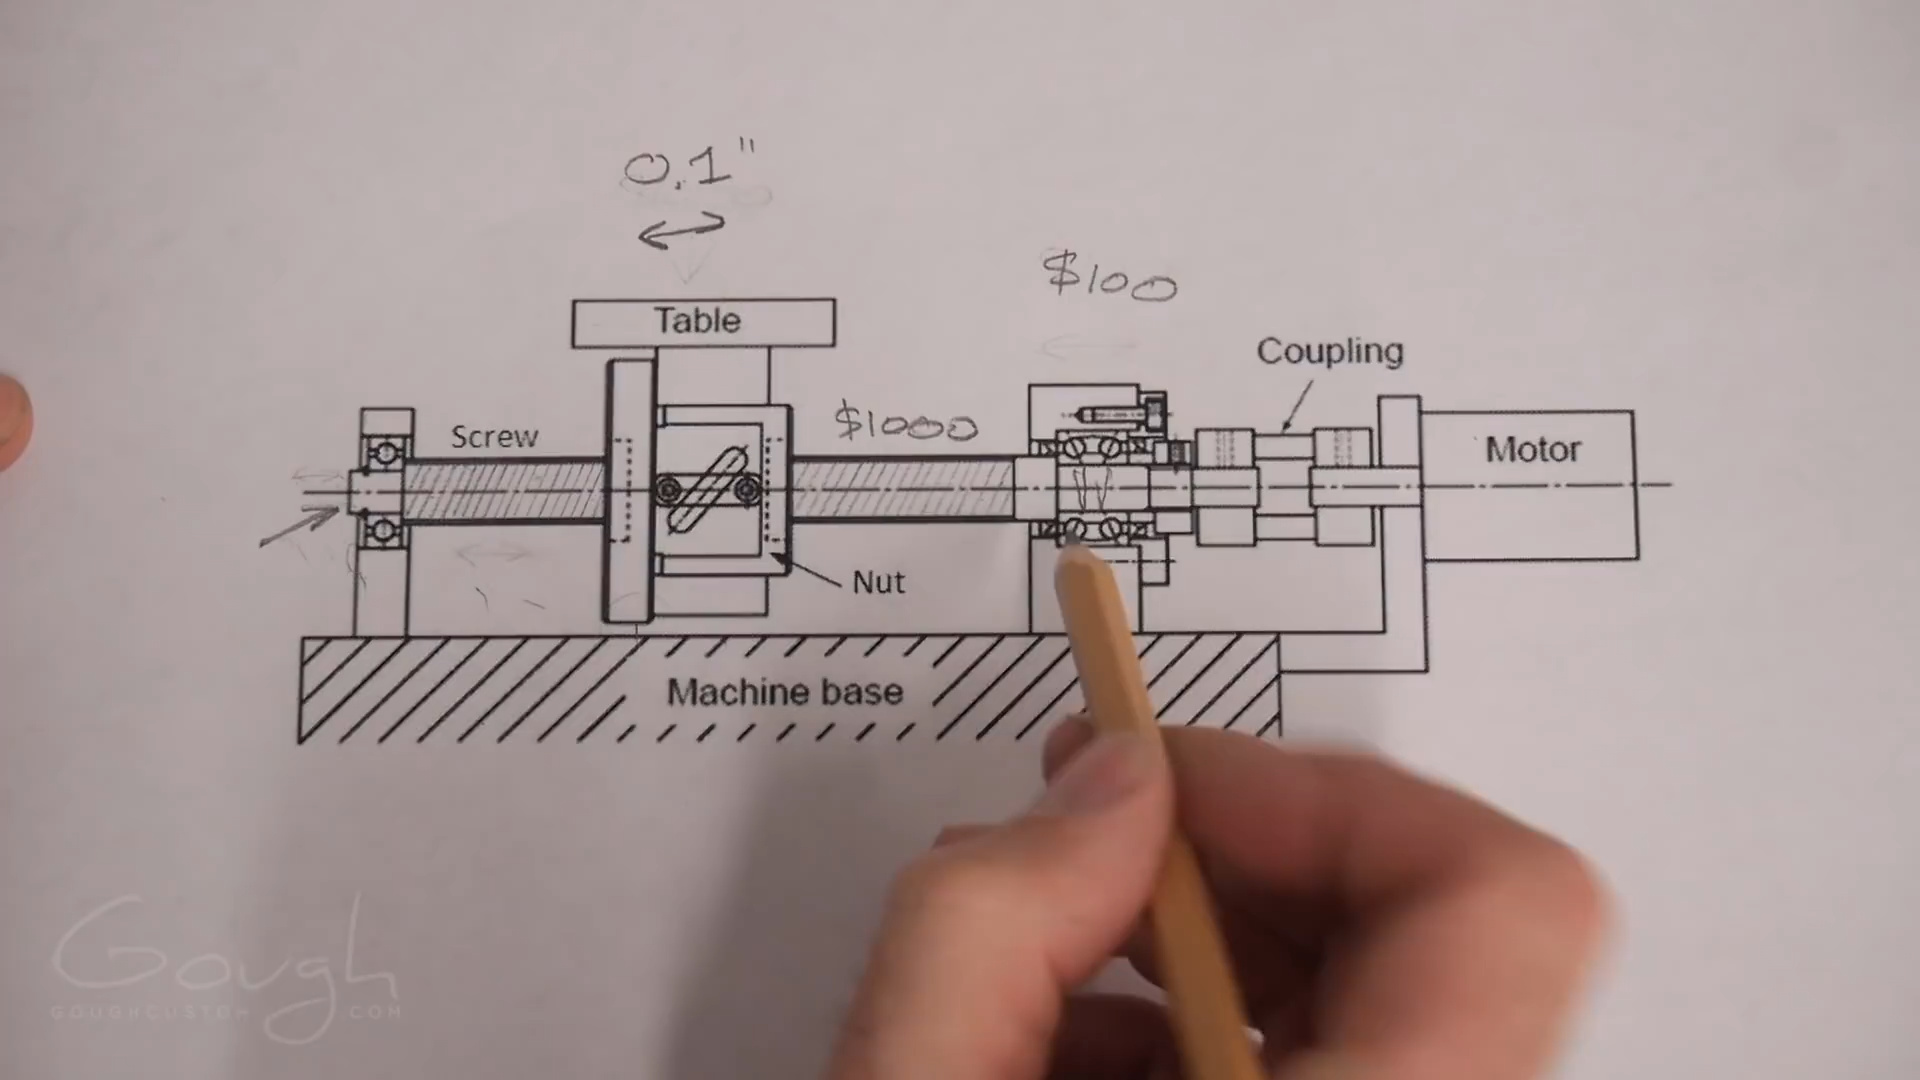 0.1"
$100
Table
Coupling
$1000
Screw
Motor
Nut
Machine base
Gough
GOUGHCUSTOM.COM